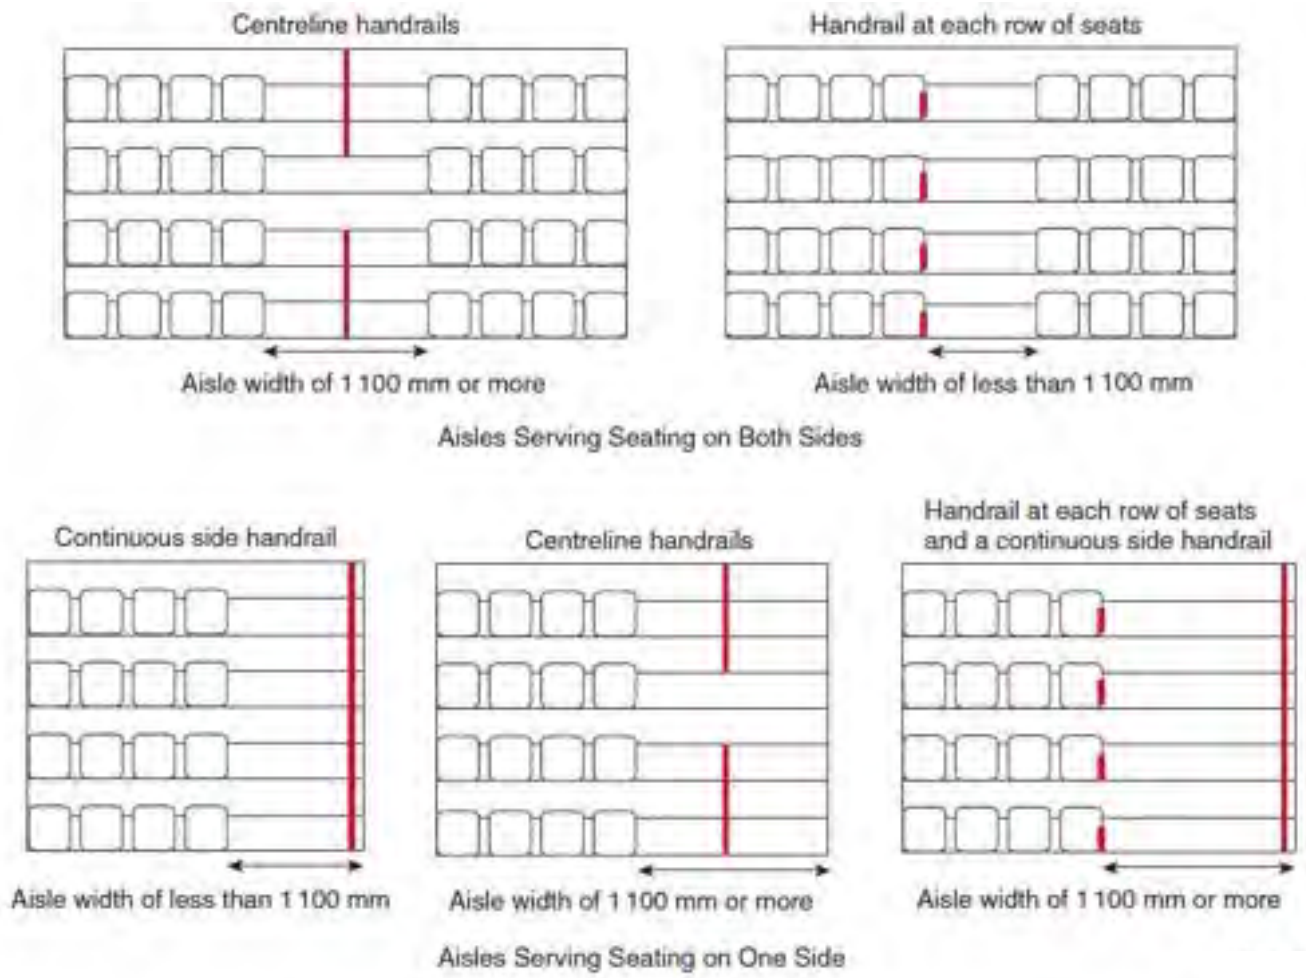 Centreline handrails
Handrail at each row of seats
Aisle width of 1 100 mm or more
Aisle width of less than 1 100 mm
Aisles Serving Seating on Both Sides
Continuous side handrail
Centreline handrails
Handrail at each row of seats
and a continuous side handrail
Aisle width of less than 1 100 mm
Aisle width of 1 100 mm or more
Aisle width of 1 100 mm or more
Aisles Serving Seating on One Side